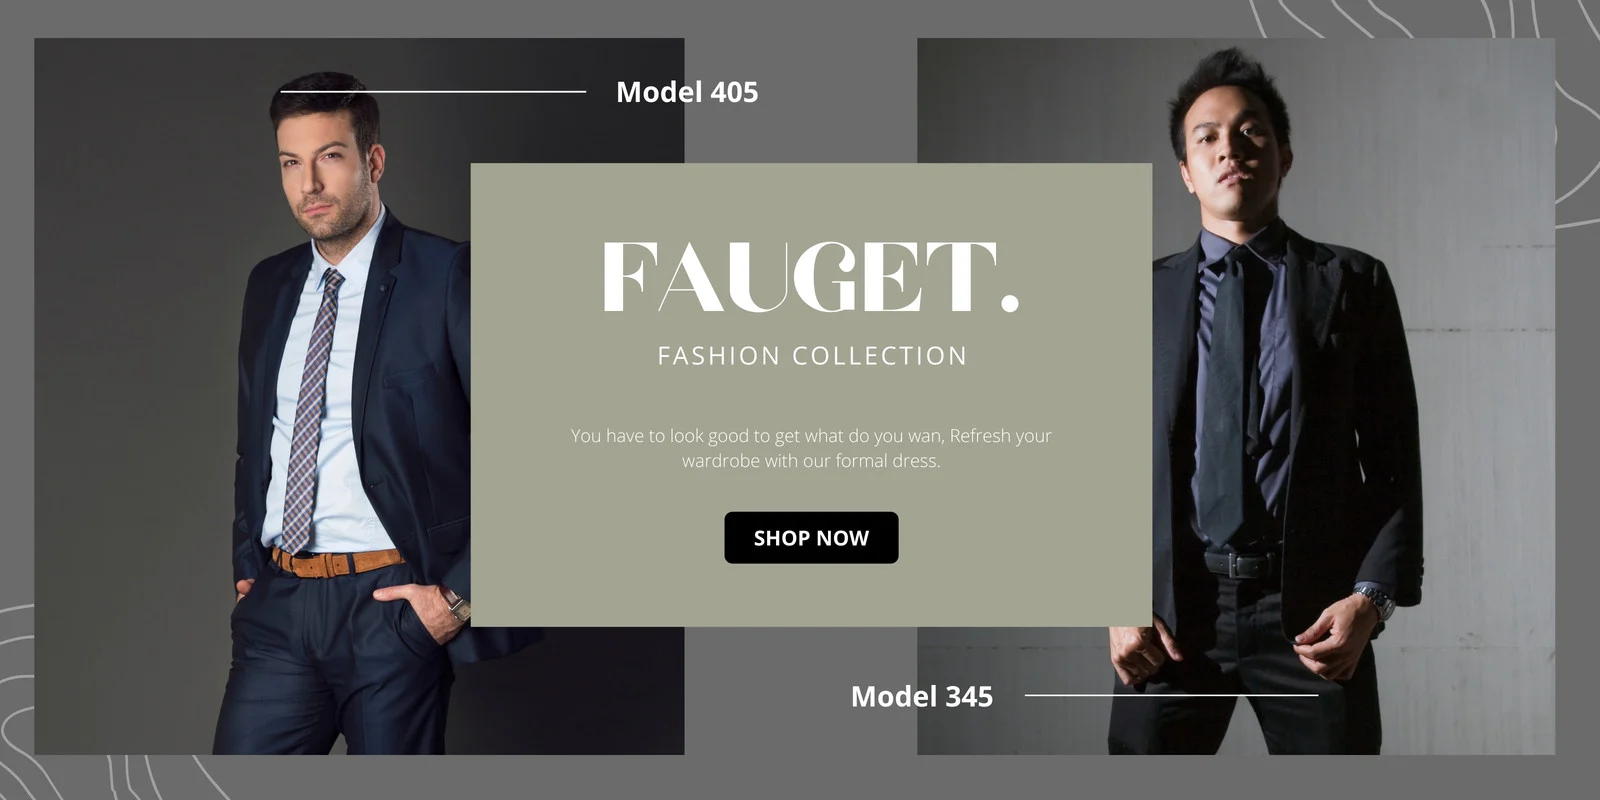 Model 405
FAUGET.
FASHION COLLECTION
You have to look good to get what do you wan, Refresh your
wardrobe with our formal dress.
SHOP NOW
Model 345